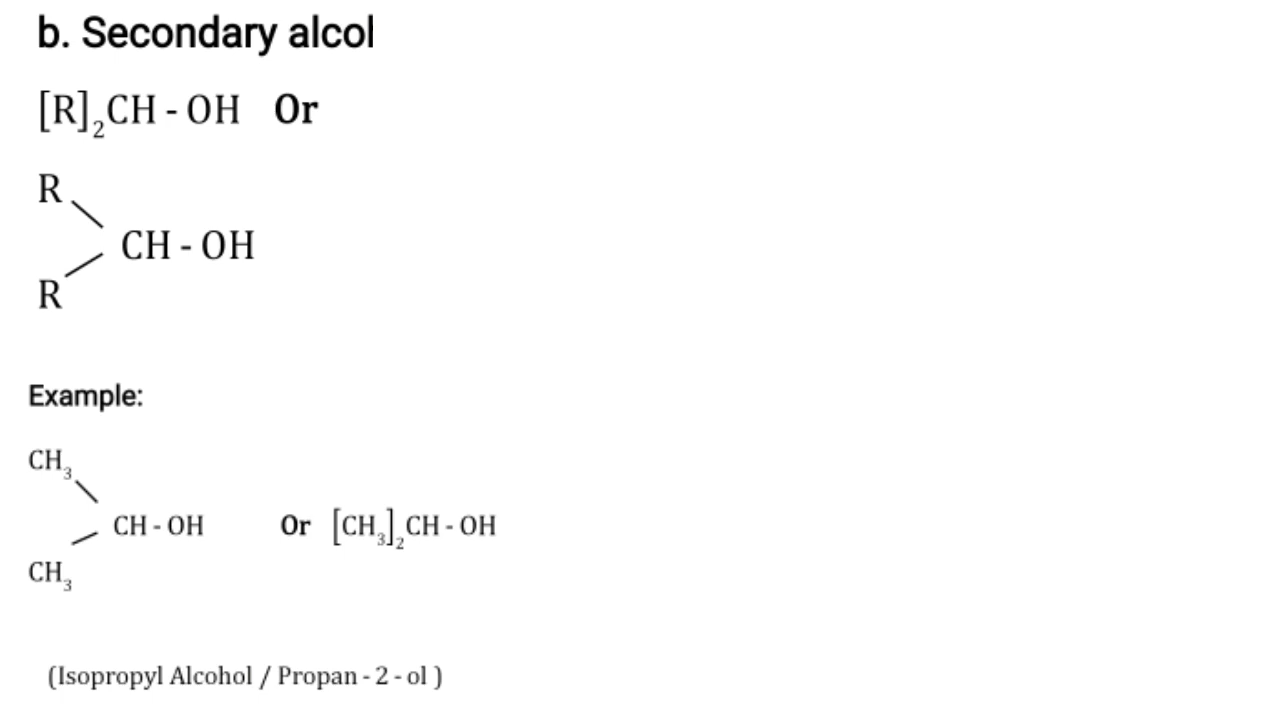 b. Secondary alcol
[R]₂CH - OH Or
R
CH - OH
R
Example:
CH₃
CH - OH Or [CH₃]₂CH - OH
CH₃
(Isopropyl Alcohol / Propan - 2 - ol )